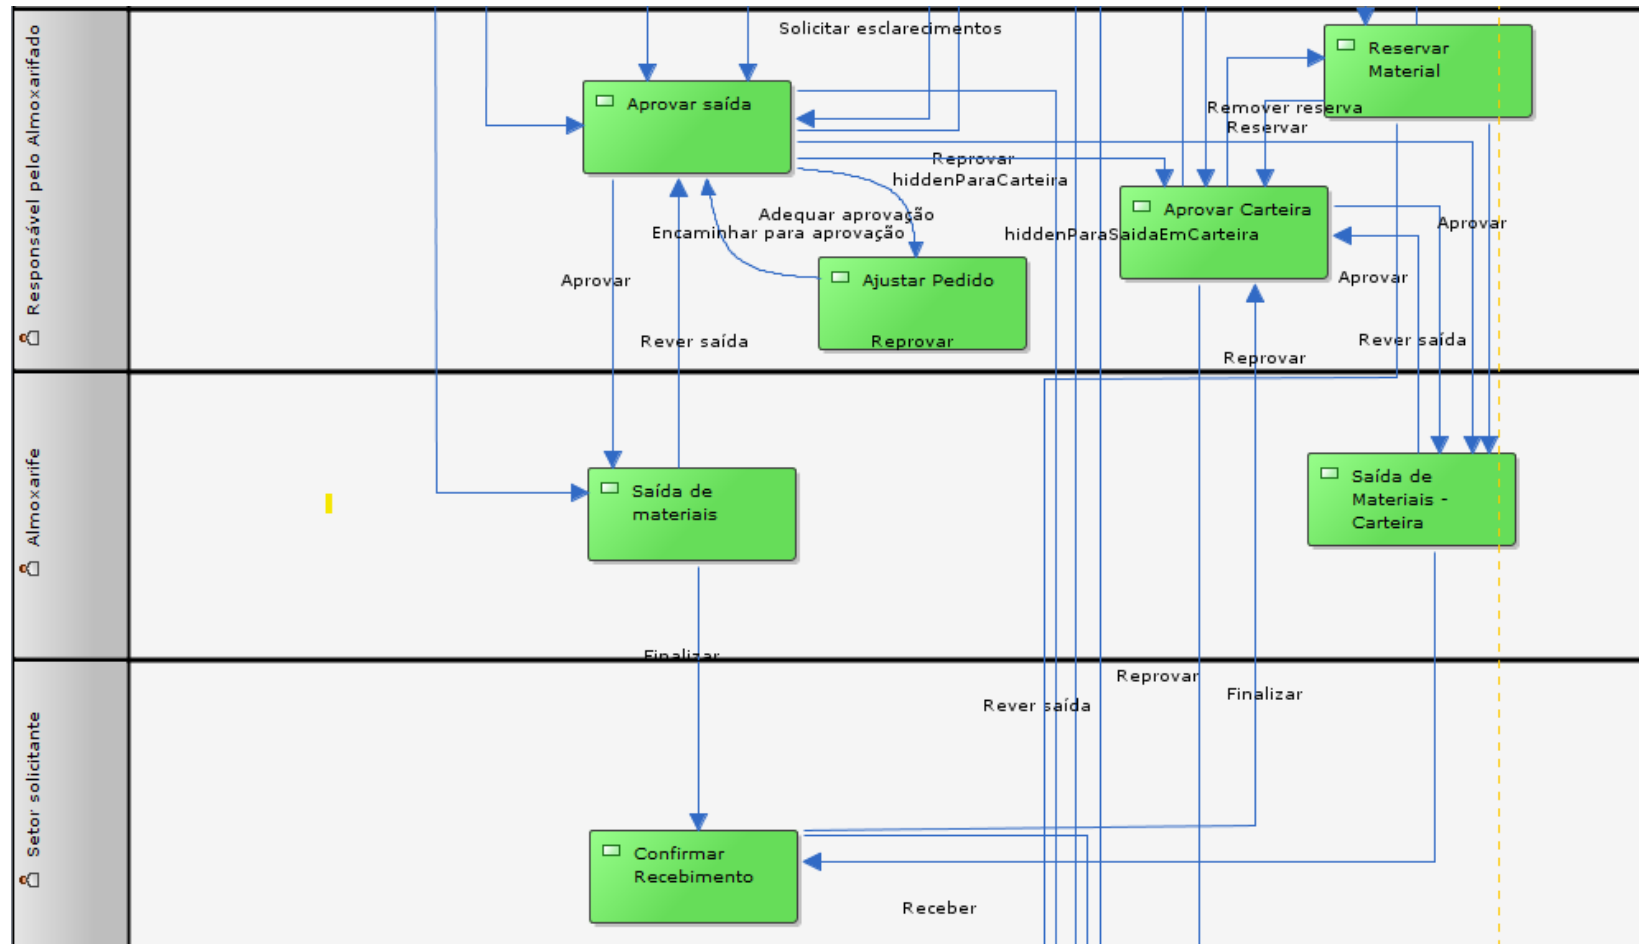 Responsável pelo Almoxarifado
Solicitar esclarecimentos
Reservar
Material
Aprovar saída
Remover reserva
Reservar
Reprovar
hiddenParaCarteira
Aprovar Carteira
Adequar aprovação
Aprovar
Encaminhar para aprovação
hiddenParaSaidaEmCarteira
Aprovar
Ajustar Pedido
Aprovar
Rever saída
Reprovar
Rever saída
Reprovar
Almoxarife
Saída de
materiais
Saída de
Materiais -
Carteira
Finalizar
Setor solicitante
Reprovar
Finalizar
Rever saída
Confirmar
Recebimento
Receber